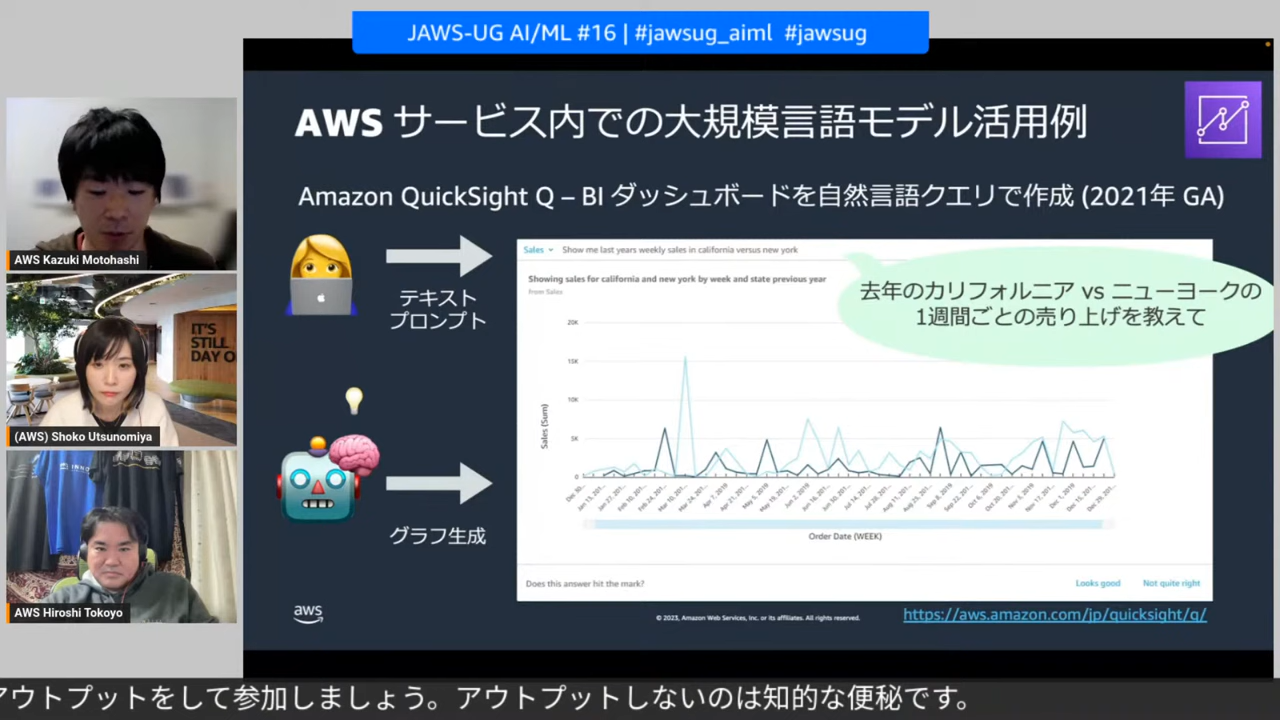 JAWS-UG AI/ML #16 | #jawsug_aiml #jawsug
AWS サービス内での大規模言語モデル活用例
Amazon QuickSight Q – BI ダッシュボードを自然言語クエリで作成 (2021年 GA)
テキスト
プロンプト
グラフ生成
Sales
Show me last years weekly sales in california versus new york
Showing sales for california and new york by week and state previous year
From Sales
去年のカリフォルニア vs ニューヨークの
1週間ごとの売り上げを教えて
20K
15K
10K
5K
0
Sales (Sum)
Order Date (WEEK)
Does this answer hit the mark?
Looks good
Not quite right
aws
© 2023, Amazon Web Services, Inc. or its affiliates. All rights reserved.
https://aws.amazon.com/jp/quicksight/q/
AWS Kazuki Motohashi
IT'S
STILL
DAY O
(AWS) Shoko Utsunomiya
AWS Hiroshi Tokoyo
アウトプットをして参加しましょう。アウトプットしないのは知的な便秘です。